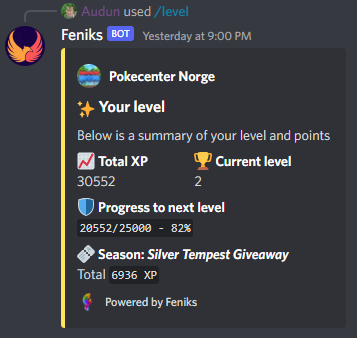 Audun used /level
Feniks BOT Yesterday at 9:00 PM
Pokecenter Norge
Your level
Below is a summary of your level and points
Total XP Current level
30552 2
Progress to next level
20552/25000 - 82%
Season: Silver Tempest Giveaway
Total 6936 XP
Powered by Feniks